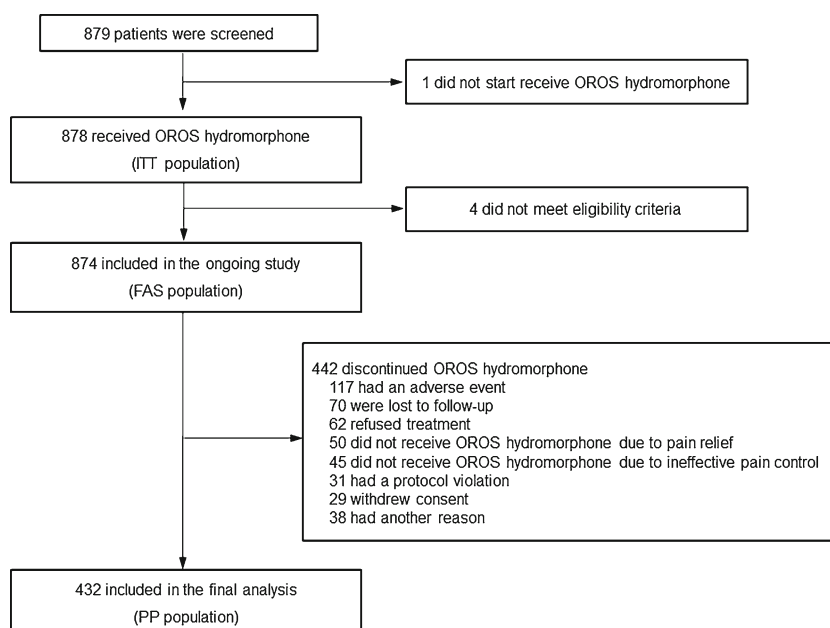 879 patients were screened
1 did not start receive OROS hydromorphone
878 received OROS hydromorphone
(ITT population)
4 did not meet eligibility criteria
874 included in the ongoing study
(FAS population)
442 discontinued OROS hydromorphone
117 had an adverse event
70 were lost to follow-up
62 refused treatment
50 did not receive OROS hydromorphone due to pain relief
45 did not receive OROS hydromorphone due to ineffective pain control
31 had a protocol violation
29 withdrew consent
38 had another reason
432 included in the final analysis
(PP population)